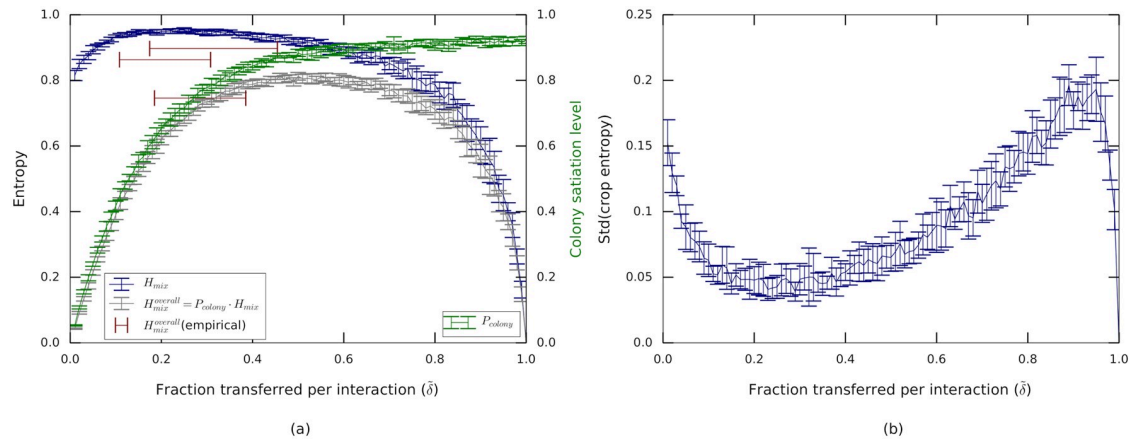 1.0
0.8
0.6
0.4
0.2
0.0
Entropy
0.0 0.2 0.4 0.6 0.8 1.0
1.0
0.8
0.6
0.4
0.2
0.0
Colony satiation level
H_mix
H_mix^overall = P_colony · H_mix
H_mix^overall(empirical)
P_colony
Fraction transferred per interaction (δ̃)
(a)
0.25
0.20
0.15
0.10
0.05
0.00
Std(crop entropy)
0.0 0.2 0.4 0.6 0.8 1.0
Fraction transferred per interaction (δ̃)
(b)